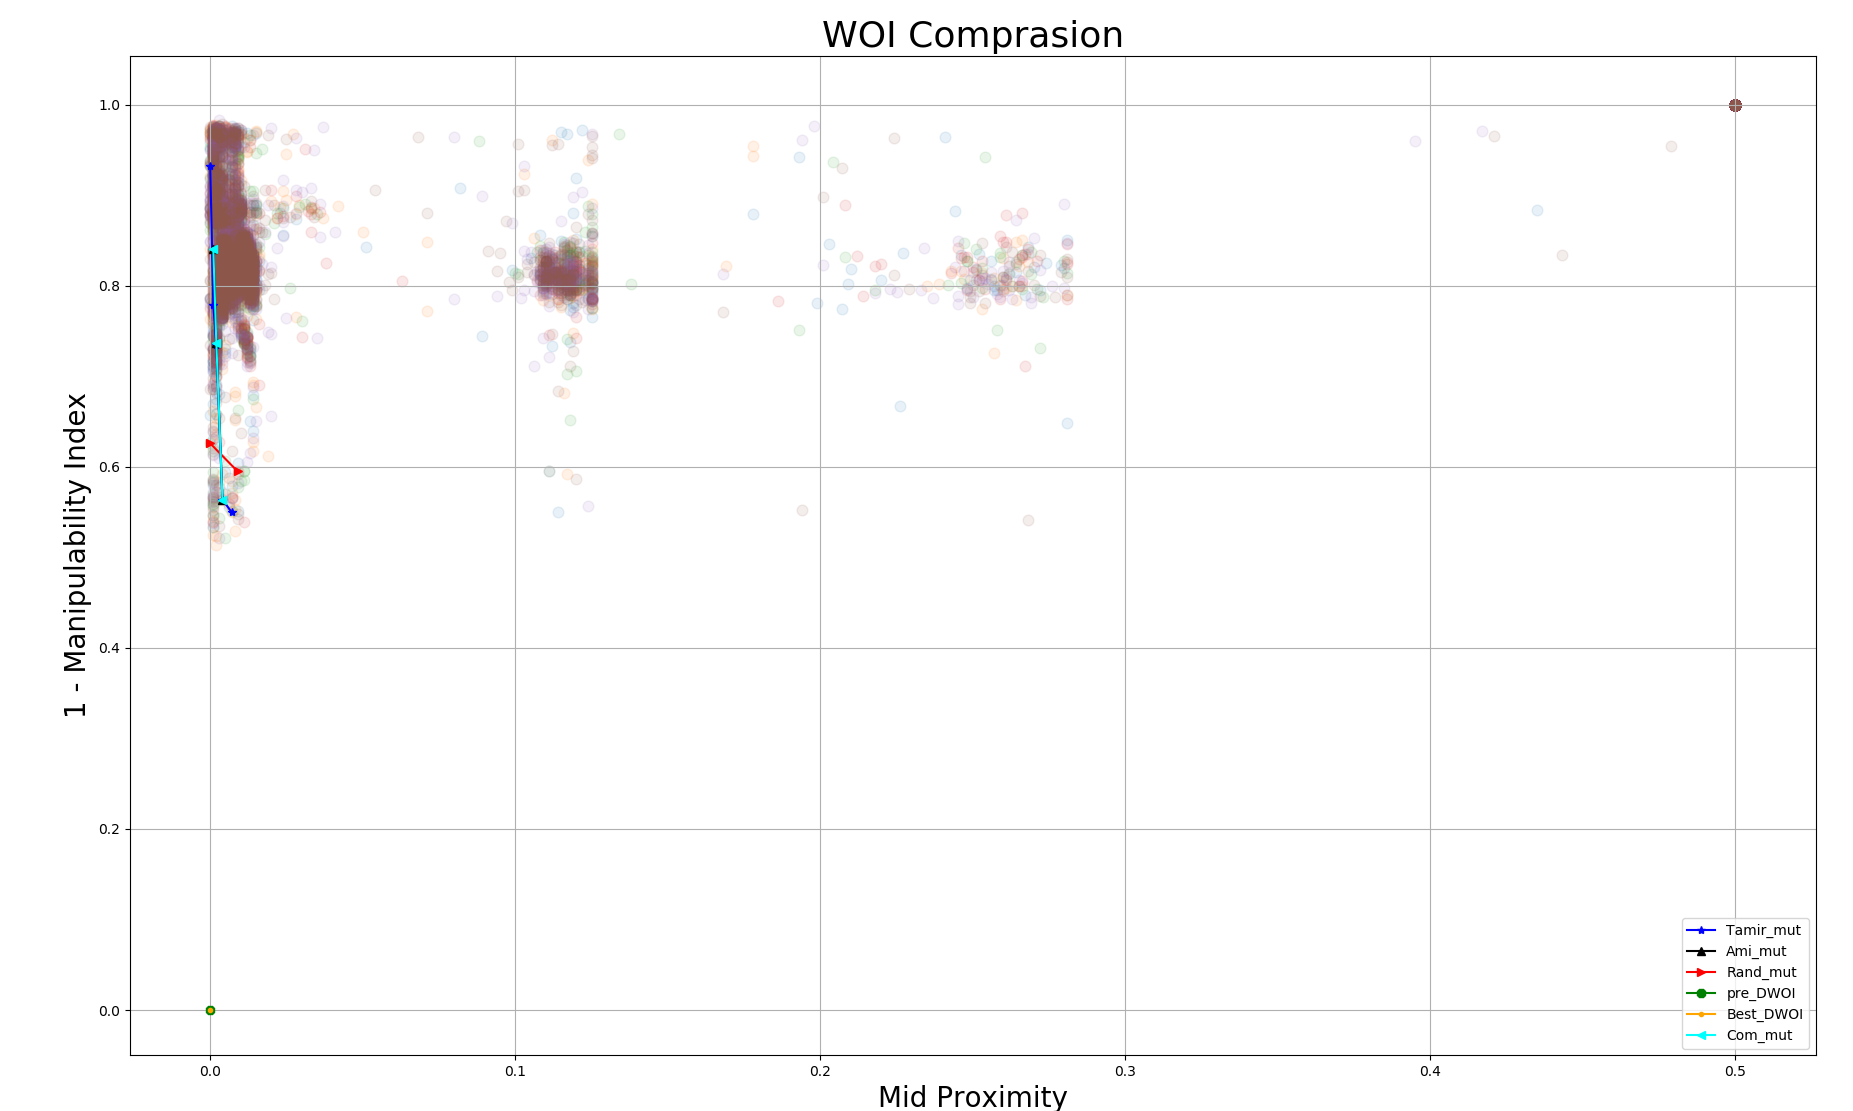 WOI Comprasion
1 - Manipulability Index
1.0
0.8
0.6
0.4
0.2
0.0
0.0
0.1
0.2
0.3
0.4
0.5
Mid Proximity
Tamir_mut
Ami_mut
Rand_mut
pre_DWOI
Best_DWOI
Com_mut